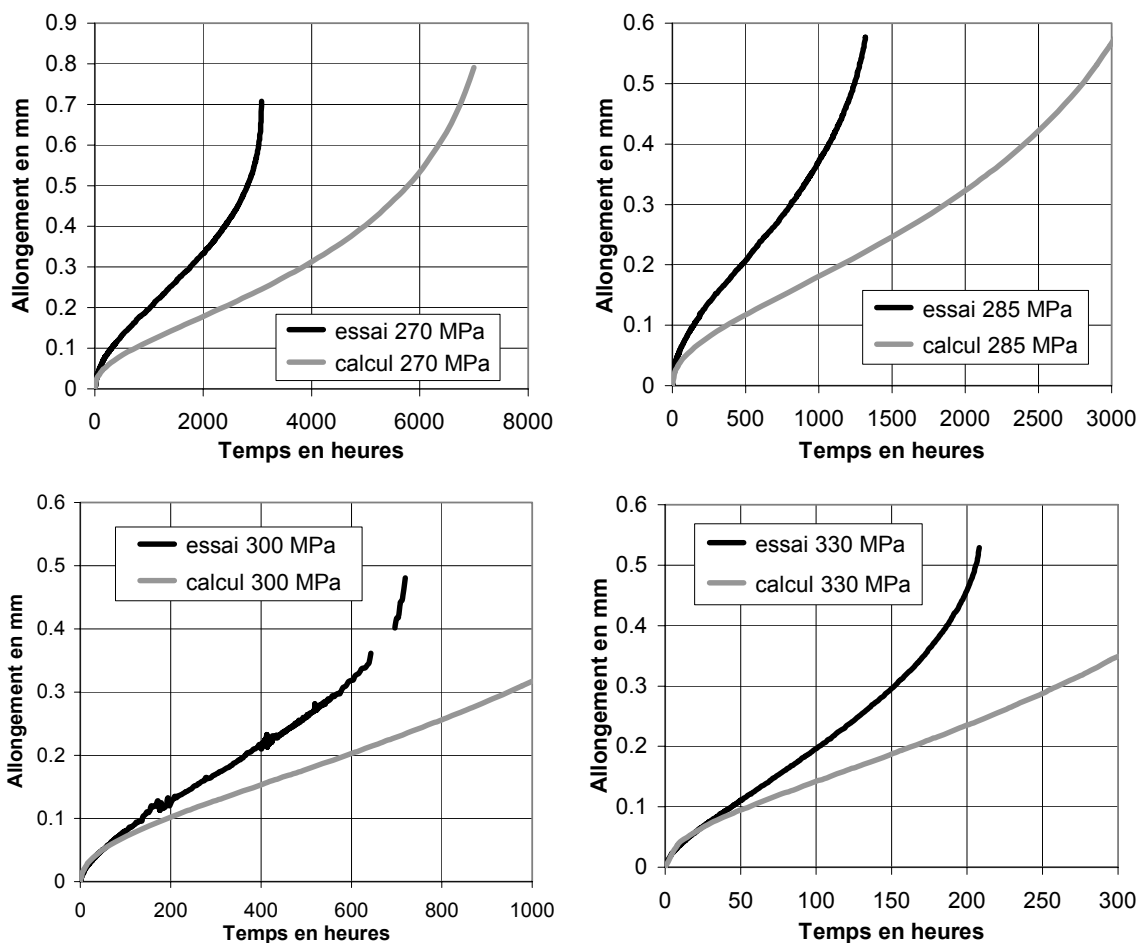 Allongement en mm
0.9
0.8
0.7
0.6
0.5
0.4
0.3
0.2
0.1
0
0 2000 4000 6000 8000
Temps en heures
essai 270 MPa
calcul 270 MPa
Allongement en mm
0.6
0.5
0.4
0.3
0.2
0.1
0
0 500 1000 1500 2000 2500 3000
Temps en heures
essai 285 MPa
calcul 285 MPa
Allongement en mm
0.6
0.5
0.4
0.3
0.2
0.1
0
0 200 400 600 800 1000
Temps en heures
essai 300 MPa
calcul 300 MPa
Allongement en mm
0.6
0.5
0.4
0.3
0.2
0.1
0
0 50 100 150 200 250 300
Temps en heures
essai 330 MPa
calcul 330 MPa